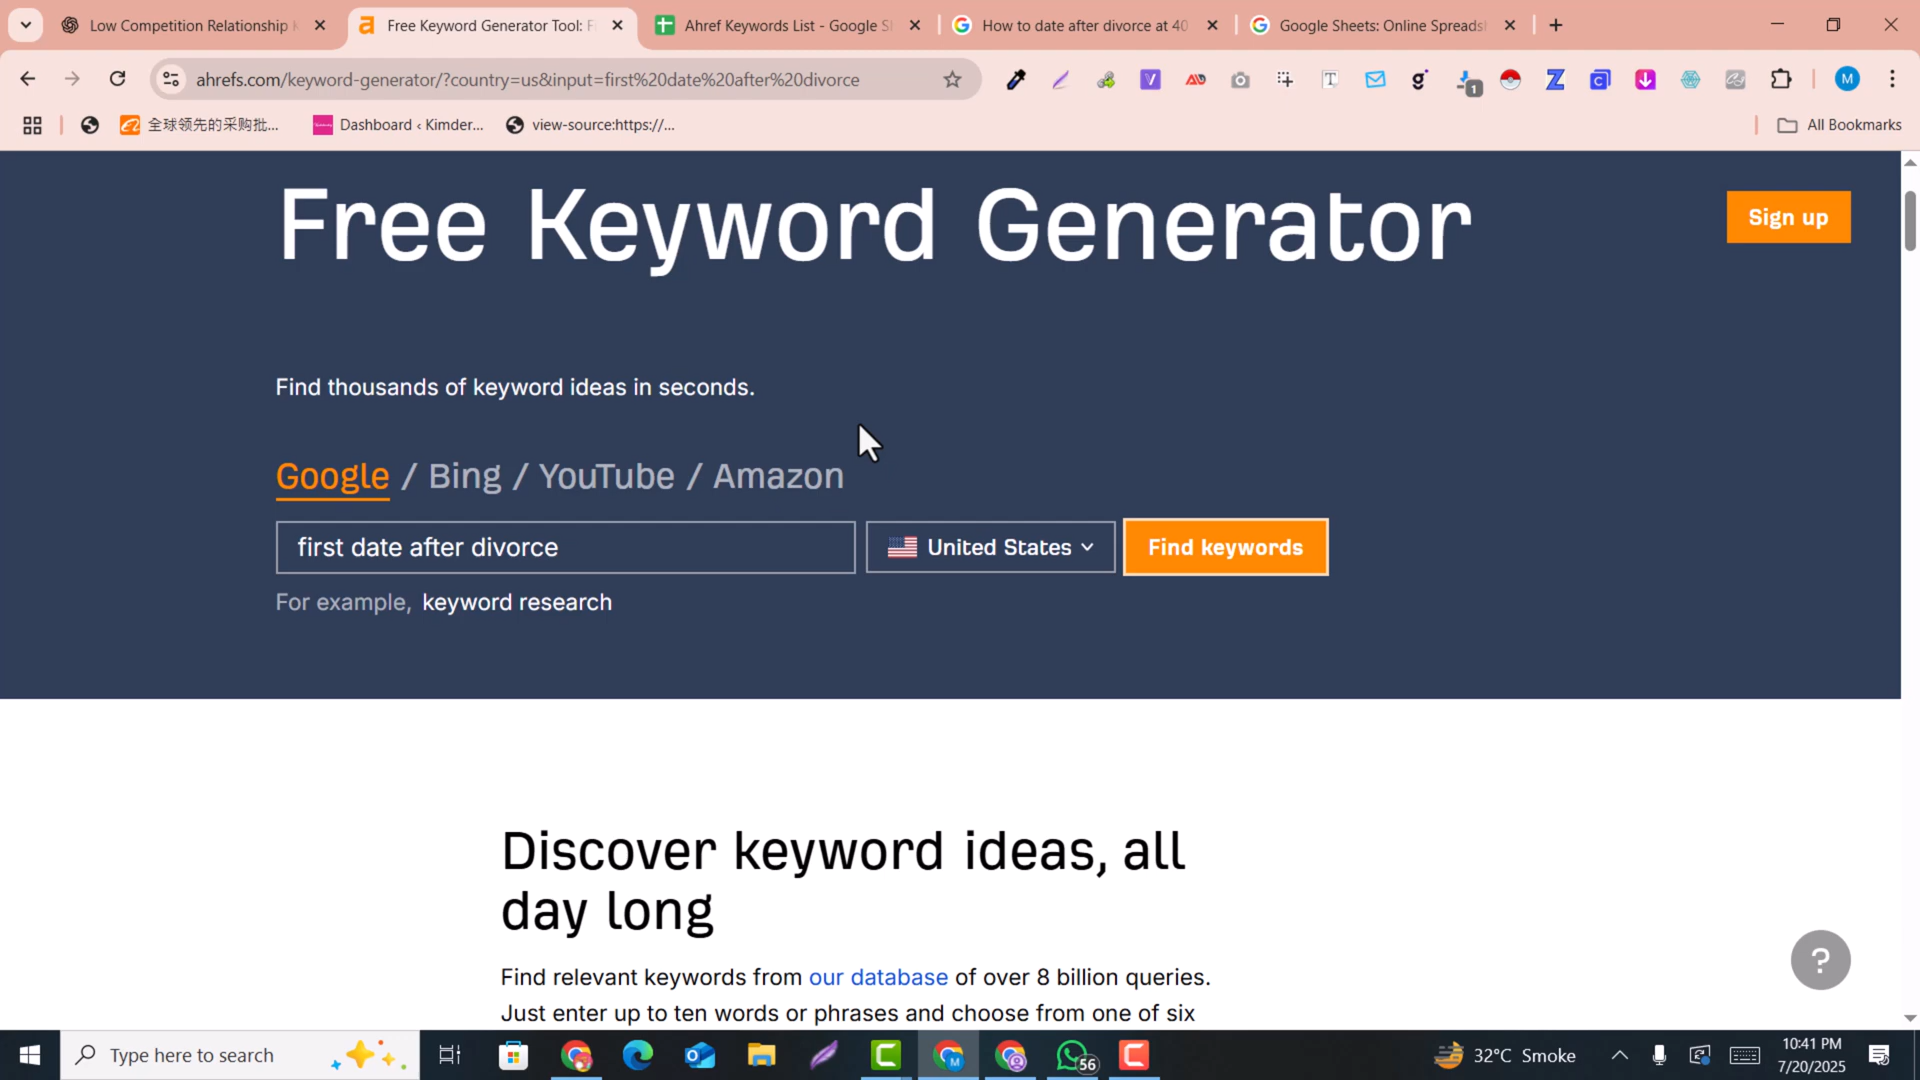 Low Competition Relationship K
Free Keyword Generator Tool: F
Ahref Keywords List - Google S
How to date after divorce at 40
Google Sheets: Online Spreads
ahrefs.com/keyword-generator/?country=us&input=first%20date%20after%20divorce
1
M
全球领先的采购批...
Dashboard ‹ Kimder...
view-source:https://...
All Bookmarks
Free Keyword Generator
Sign up
Find thousands of keyword ideas in seconds.
Google / Bing / YouTube / Amazon
first date after divorce
United States
Find keywords
For example, keyword research
Discover keyword ideas, all
day long
Find relevant keywords from our database of over 8 billion queries.
Just enter up to ten words or phrases and choose from one of six
?
Type here to search
56
32°C Smoke
10:41 PM
7/20/2025